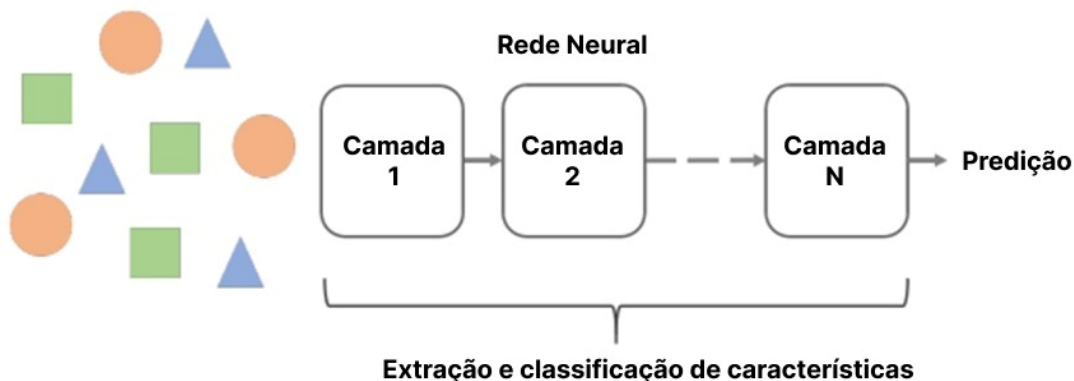 Rede Neural
Camada
1
Camada
2
Camada
N
Predição
Extração e classificação de características